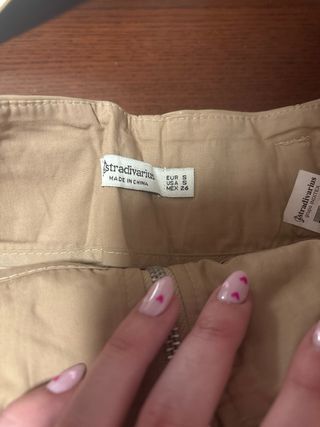 stradivarius
MADE IN CHINA
EUR S
USA S
MEX 26
stradivarius